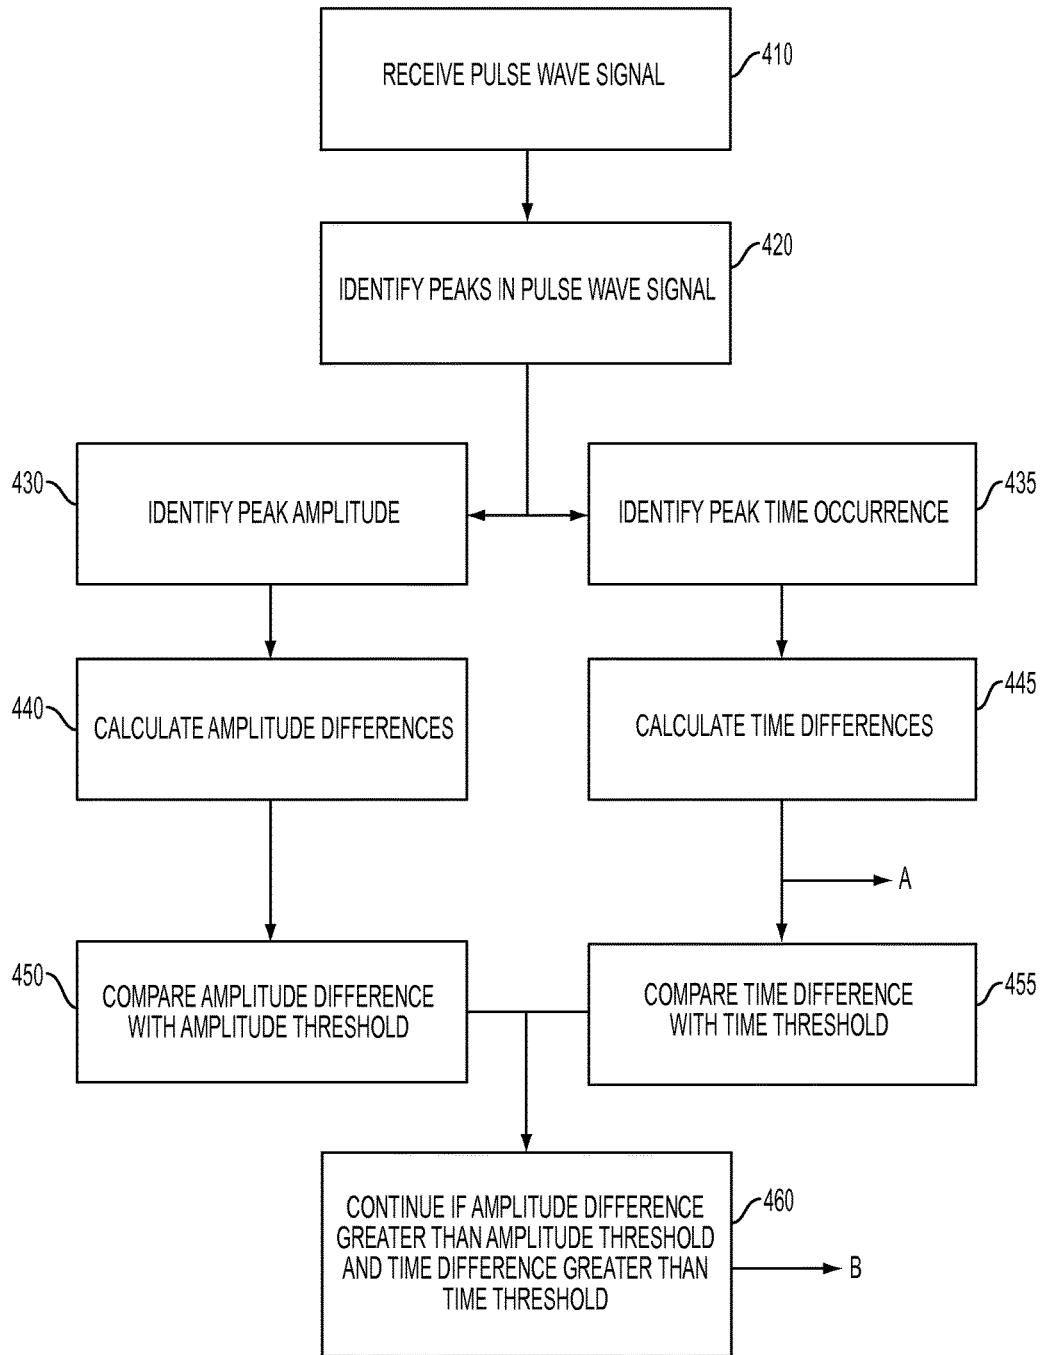 RECEIVE PULSE WAVE SIGNAL
410
IDENTIFY PEAKS IN PULSE WAVE SIGNAL
420
430
IDENTIFY PEAK AMPLITUDE
IDENTIFY PEAK TIME OCCURRENCE
435
440
CALCULATE AMPLITUDE DIFFERENCES
CALCULATE TIME DIFFERENCES
445
A
450
COMPARE AMPLITUDE DIFFERENCE
WITH AMPLITUDE THRESHOLD
COMPARE TIME DIFFERENCE
WITH TIME THRESHOLD
455
CONTINUE IF AMPLITUDE DIFFERENCE
GREATER THAN AMPLITUDE THRESHOLD
AND TIME DIFFERENCE GREATER THAN
TIME THRESHOLD
460
B